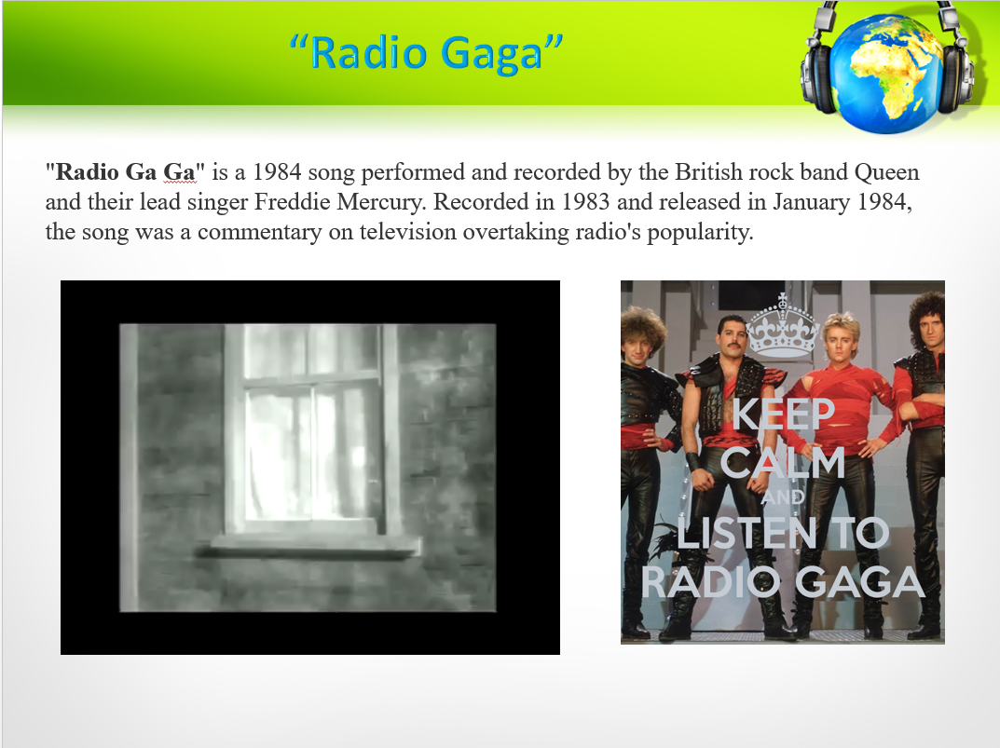 “Radio Gaga”
"Radio Ga Ga" is a 1984 song performed and recorded by the British rock band Queen
and their lead singer Freddie Mercury. Recorded in 1983 and released in January 1984,
the song was a commentary on television overtaking radio's popularity.
KEEP
CALM
AND
LISTEN TO
RADIO GAGA